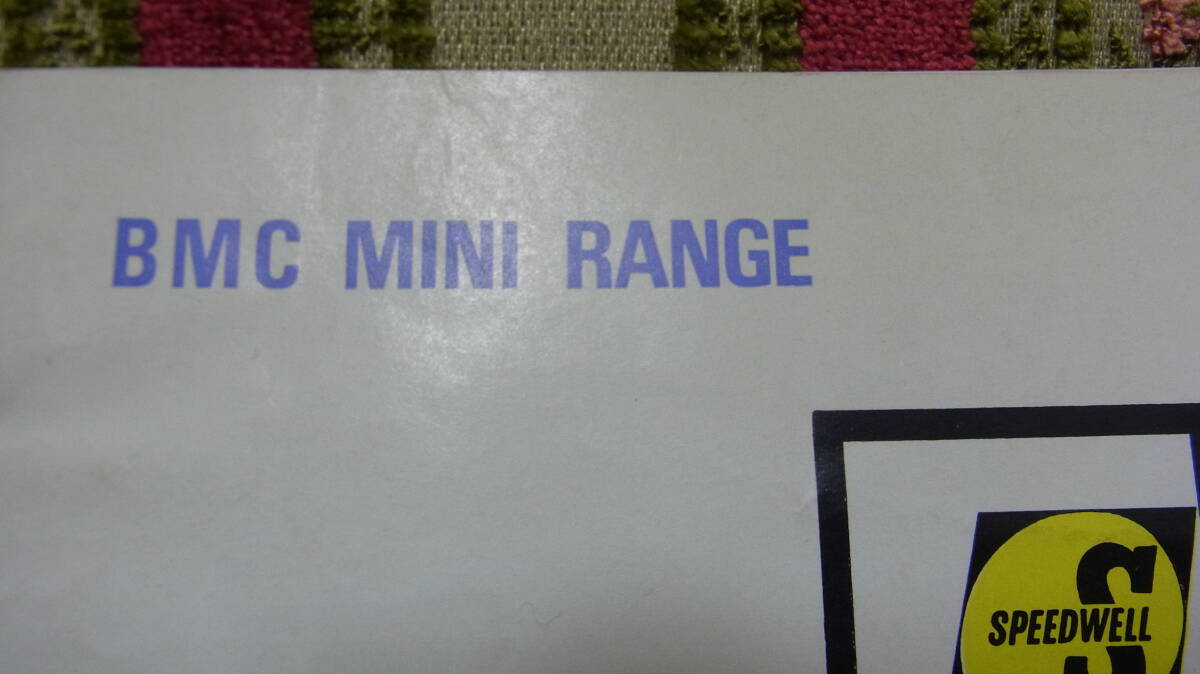 BMC MINI RANGE
S
SPEEDWELL